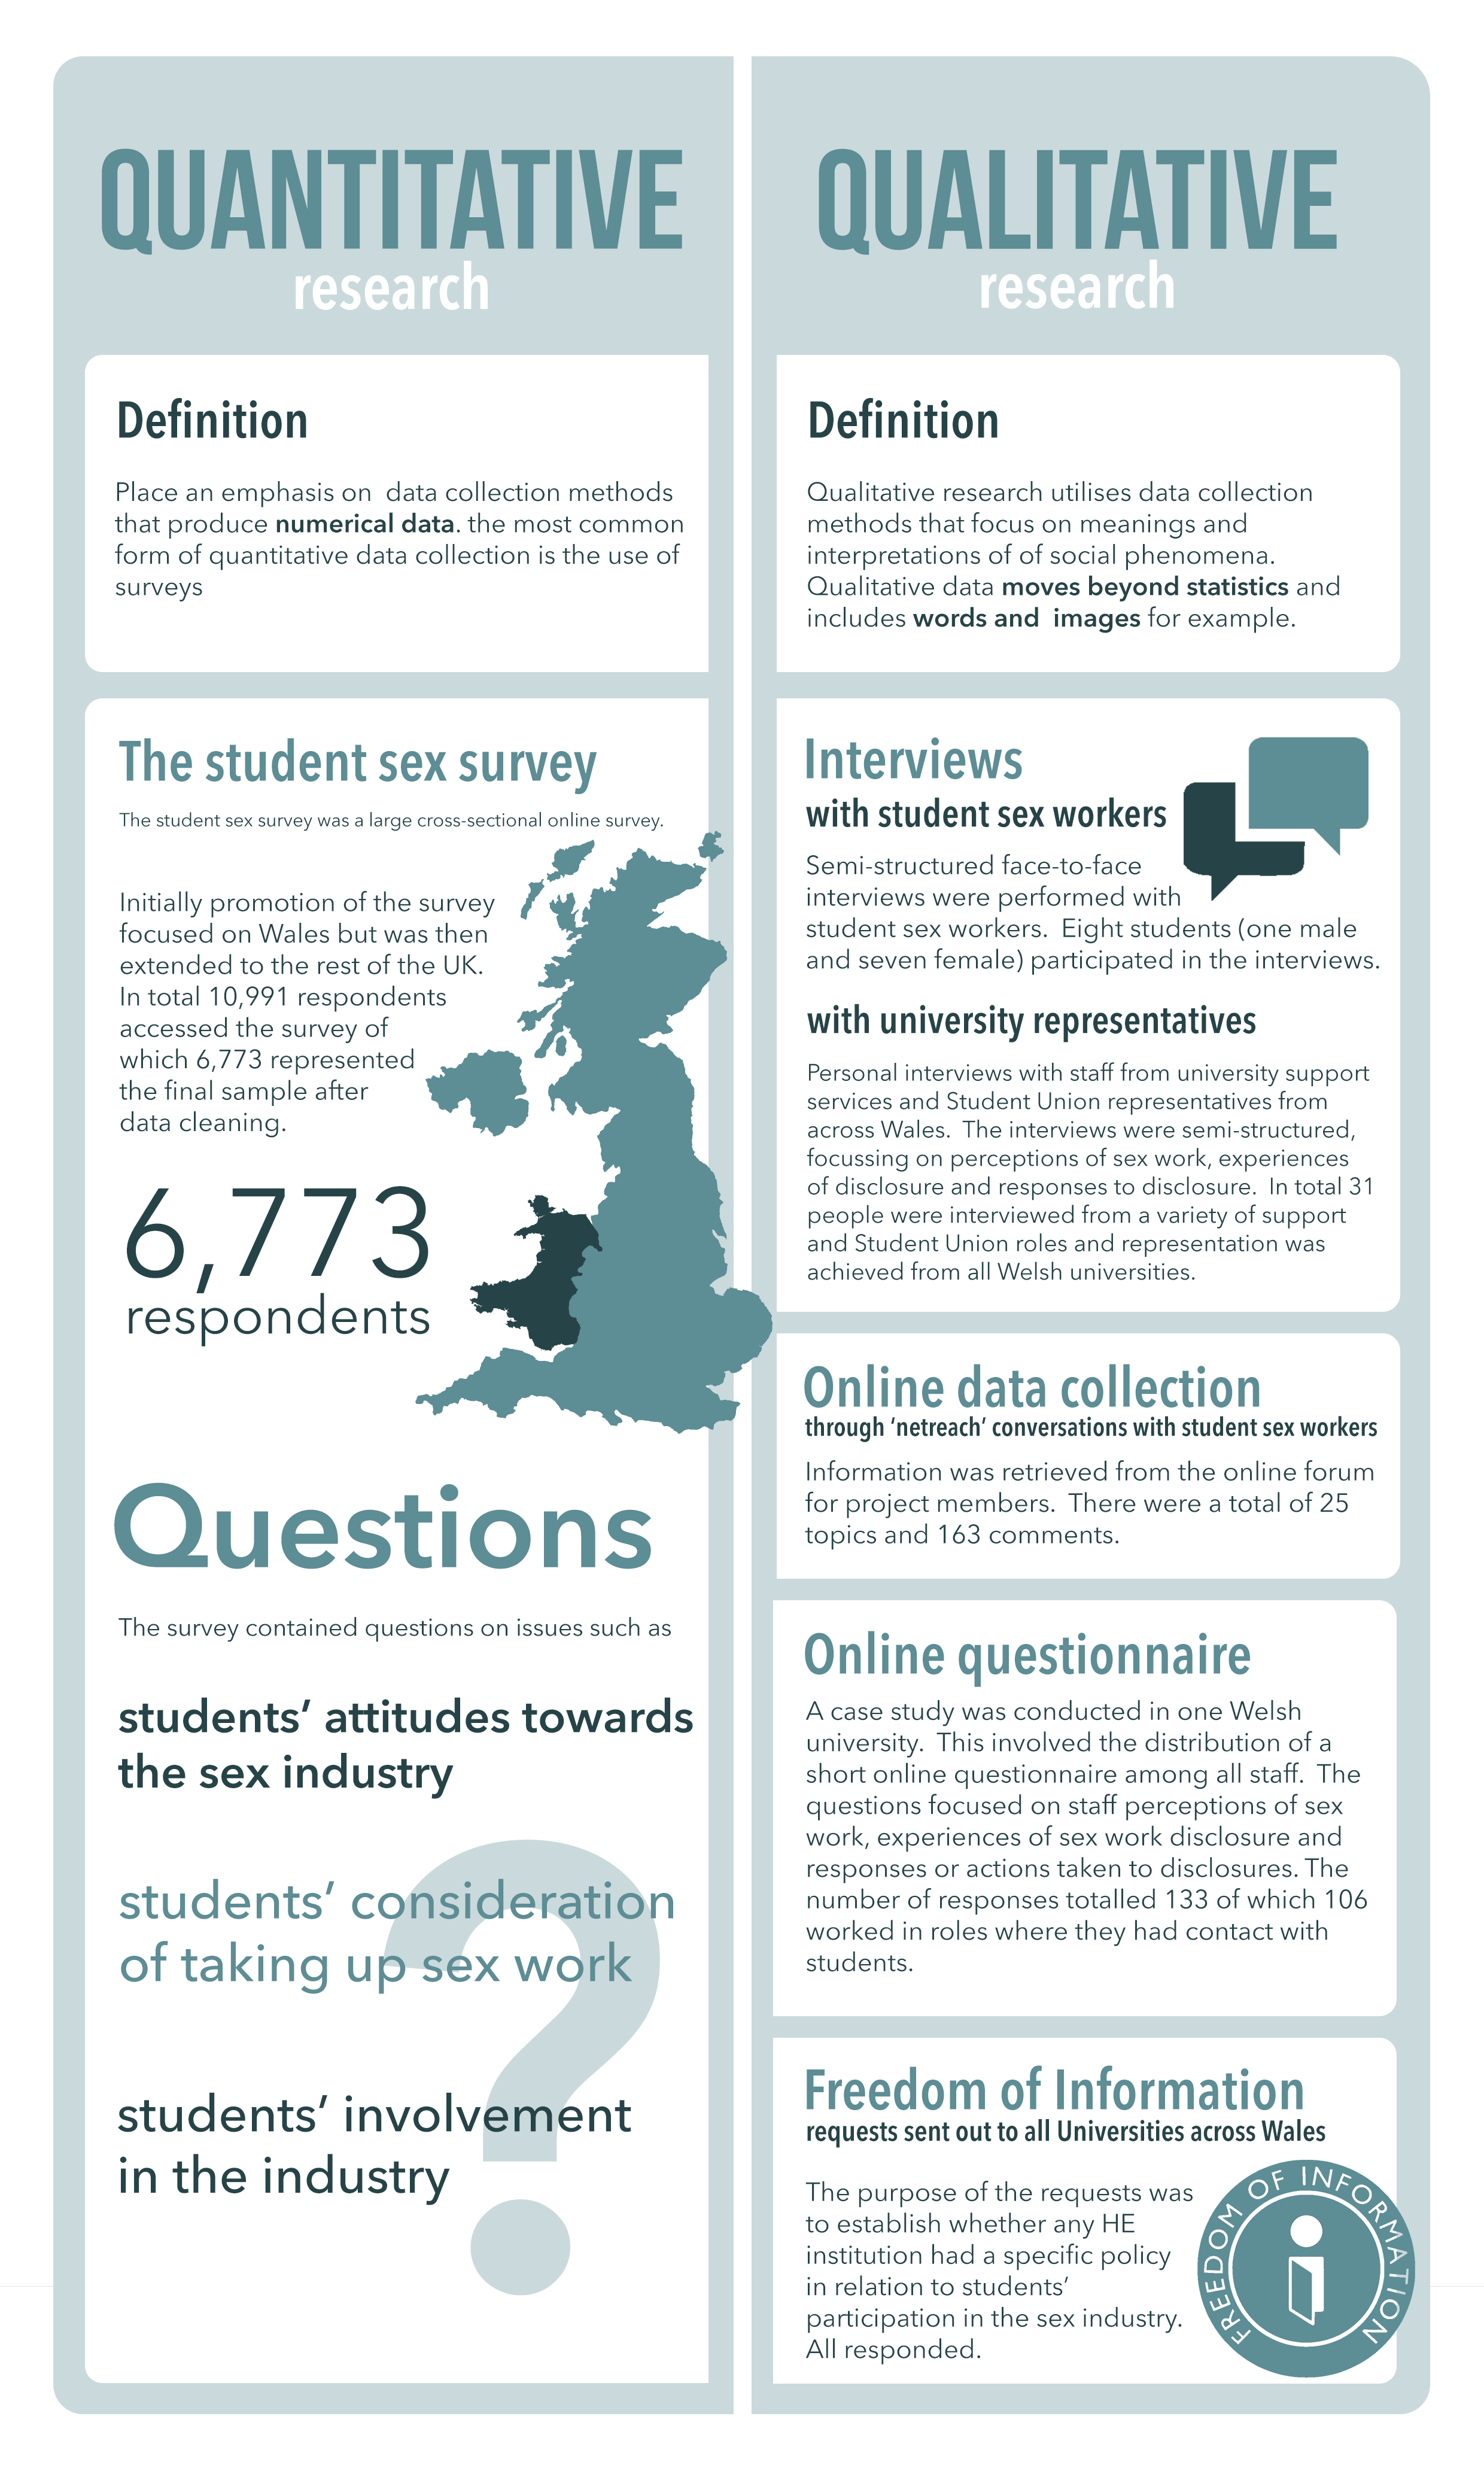 QUANTITATIVE
research
Definition
Place an emphasis on  data collection methods
that produce numerical data. the most common
form of quantitative data collection is the use of
surveys
The student sex survey
The student sex survey was a large cross-sectional online survey.
Initially promotion of the survey
focused on Wales but was then
extended to the rest of the UK.
In total 10,991 respondents
accessed the survey of
which 6,773 represented
the final sample after
data cleaning.
6,773
respondents
Questions
The survey contained questions on issues such as
students’ attitudes towards
the sex industry
students’ consideration
of taking up sex work
students’ involvement
in the industry
?
QUALITATIVE
research
Definition
Qualitative research utilises data collection
methods that focus on meanings and
interpretations of of social phenomena.
Qualitative data moves beyond statistics and
includes words and  images for example.
Interviews
with student sex workers
Semi-structured face-to-face
interviews were performed with
student sex workers.  Eight students (one male
and seven female) participated in the interviews.
with university representatives
Personal interviews with staff from university support
services and Student Union representatives from
across Wales.  The interviews were semi-structured,
focussing on perceptions of sex work, experiences
of disclosure and responses to disclosure.  In total 31
people were interviewed from a variety of support
and Student Union roles and representation was
achieved from all Welsh universities.
Online data collection
through ‘netreach’ conversations with student sex workers
Information was retrieved from the online forum
for project members.  There were a total of 25
topics and 163 comments.
Online questionnaire
A case study was conducted in one Welsh
university.  This involved the distribution of a
short online questionnaire among all staff.  The
questions focused on staff perceptions of sex
work, experiences of sex work disclosure and
responses or actions taken to disclosures. The
number of responses totalled 133 of which 106
worked in roles where they had contact with
students.
Freedom of Information
requests sent out to all Universities across Wales
The purpose of the requests was
to establish whether any HE
institution had a specific policy
in relation to students’
participation in the sex industry.
All responded.
FREEDOM OF INFORMATION
i